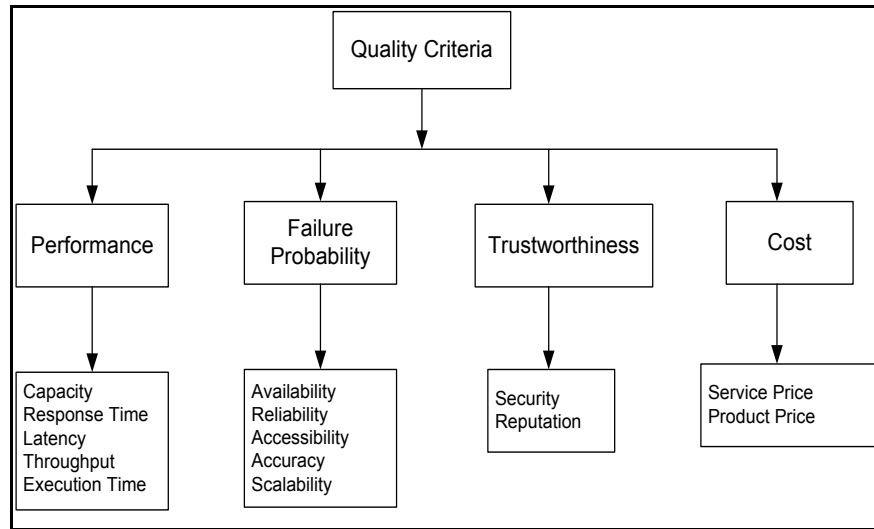 Quality Criteria
Performance
Failure
Probability
Trustworthiness
Cost
Capacity
Response Time
Latency
Throughput
Execution Time
Availability
Reliability
Accessibility
Accuracy
Scalability
Security
Reputation
Service Price
Product Price